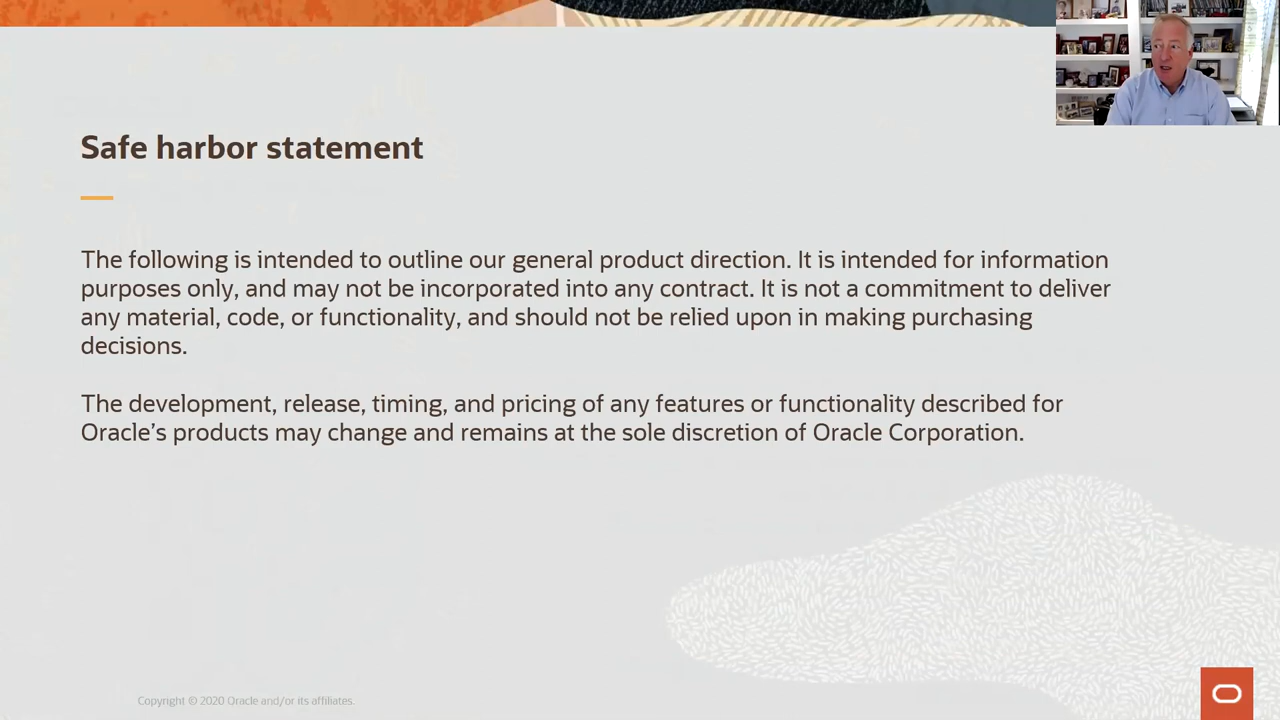 Safe harbor statement
The following is intended to outline our general product direction. It is intended for information
purposes only, and may not be incorporated into any contract. It is not a commitment to deliver
any material, code, or functionality, and should not be relied upon in making purchasing
decisions.
The development, release, timing, and pricing of any features or functionality described for
Oracle’s products may change and remains at the sole discretion of Oracle Corporation.
Copyright © 2020 Oracle and/or its affiliates.